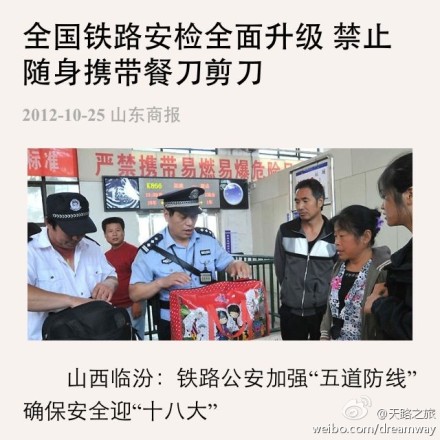 全国铁路安检全面升级 禁止
随身携带餐刀剪刀
2012-10-25 山东商报
标准
严禁携带易燃易爆危险
K866
山西临汾：铁路公安加强“五道防线”
确保安全迎“十八大”
@天路之旅
weibo.com/dreamway